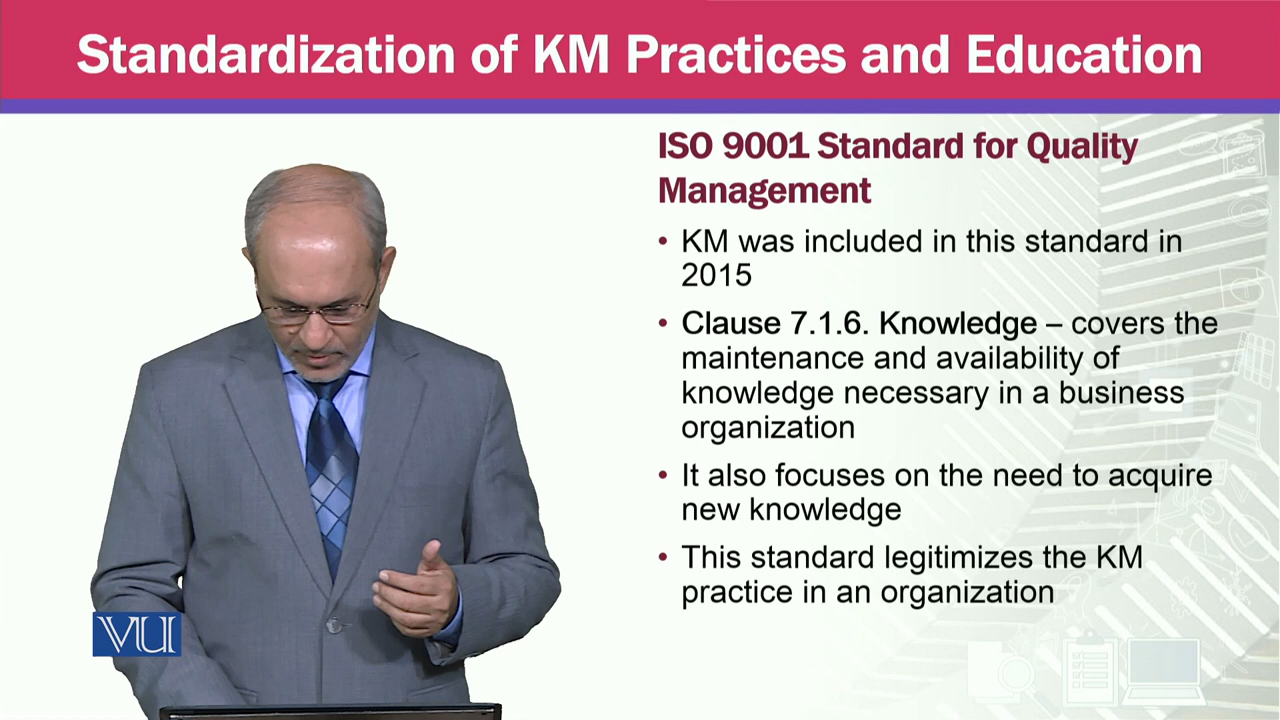 Standardization of KM Practices and Education
ISO 9001 Standard for Quality
Management
• KM was included in this standard in
2015
• Clause 7.1.6. Knowledge – covers the
maintenance and availability of
knowledge necessary in a business
organization
• It also focuses on the need to acquire
new knowledge
• This standard legitimizes the KM
practice in an organization
VU